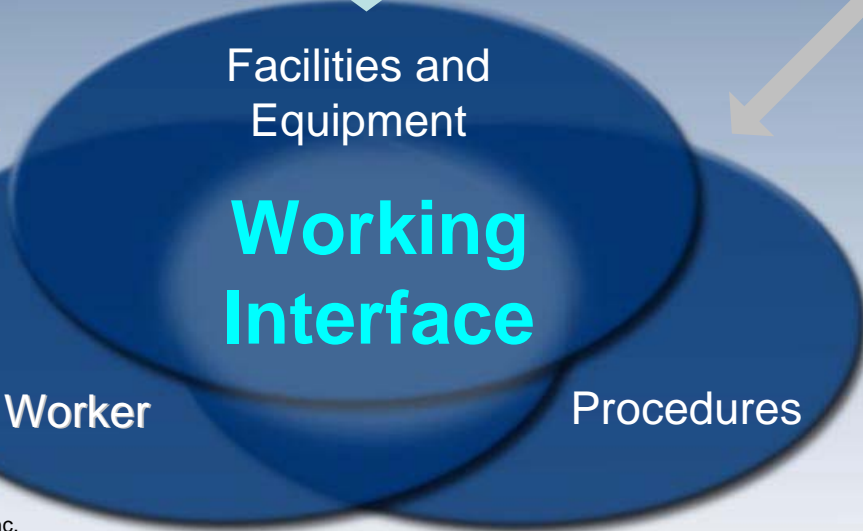 Facilities and
Equipment
Working
Interface
Worker
Procedures